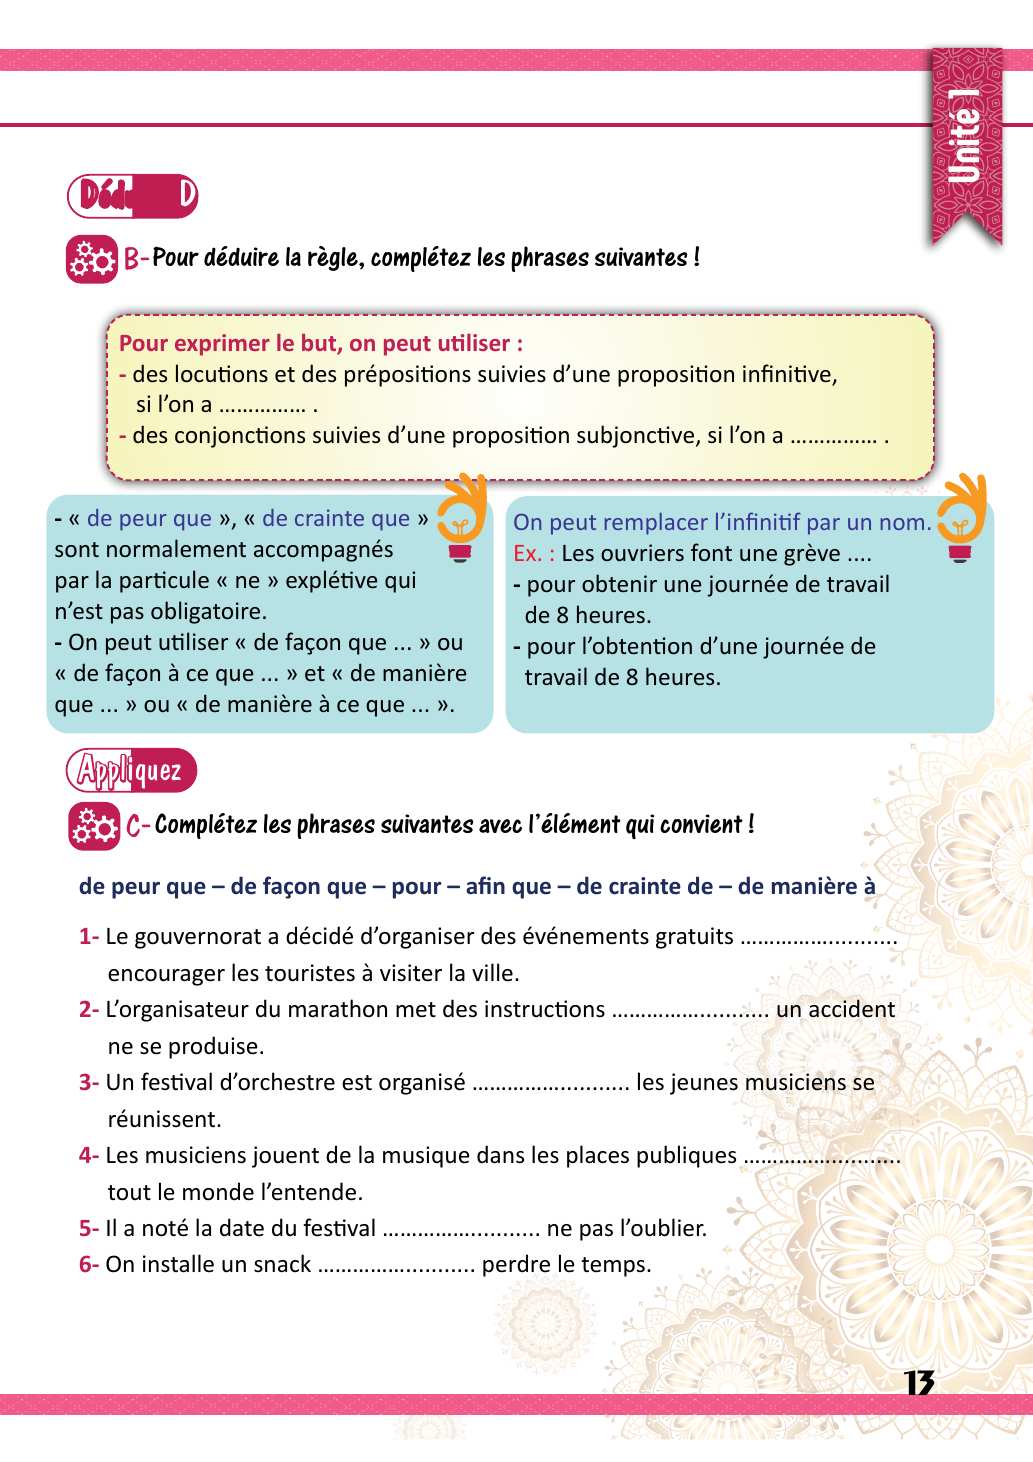 Unité 1
B- Pour déduire la règle, complétez les phrases suivantes !
Pour exprimer le but, on peut utiliser :
- des locutions et des prépositions suivies d’une proposition infinitive,
si l’on a …………… .
- des conjonctions suivies d’une proposition subjonctive, si l’on a …………… .
- « de peur que », « de crainte que »
sont normalement accompagnés
par la particule « ne » explétive qui
n’est pas obligatoire.
- On peut utiliser « de façon que ... » ou
« de façon à ce que ... » et « de manière
que ... » ou « de manière à ce que ... ».
On peut remplacer l’infinitif par un nom.
Ex. : Les ouvriers font une grève ....
- pour obtenir une journée de travail
de 8 heures.
- pour l’obtention d’une journée de
travail de 8 heures.
Appliquez
C- Complétez les phrases suivantes avec l’élément qui convient !
de peur que – de façon que – pour – afin que – de crainte de – de manière à
1- Le gouvernorat a décidé d’organiser des événements gratuits ……………...........
encourager les touristes à visiter la ville.
2- L’organisateur du marathon met des instructions ……………........... un accident
ne se produise.
3- Un festival d’orchestre est organisé ……………........... les jeunes musiciens se
réunissent.
4- Les musiciens jouent de la musique dans les places publiques ……………...........
tout le monde l’entende.
5- Il a noté la date du festival ……………........... ne pas l’oublier.
6- On installe un snack ……………........... perdre le temps.
13